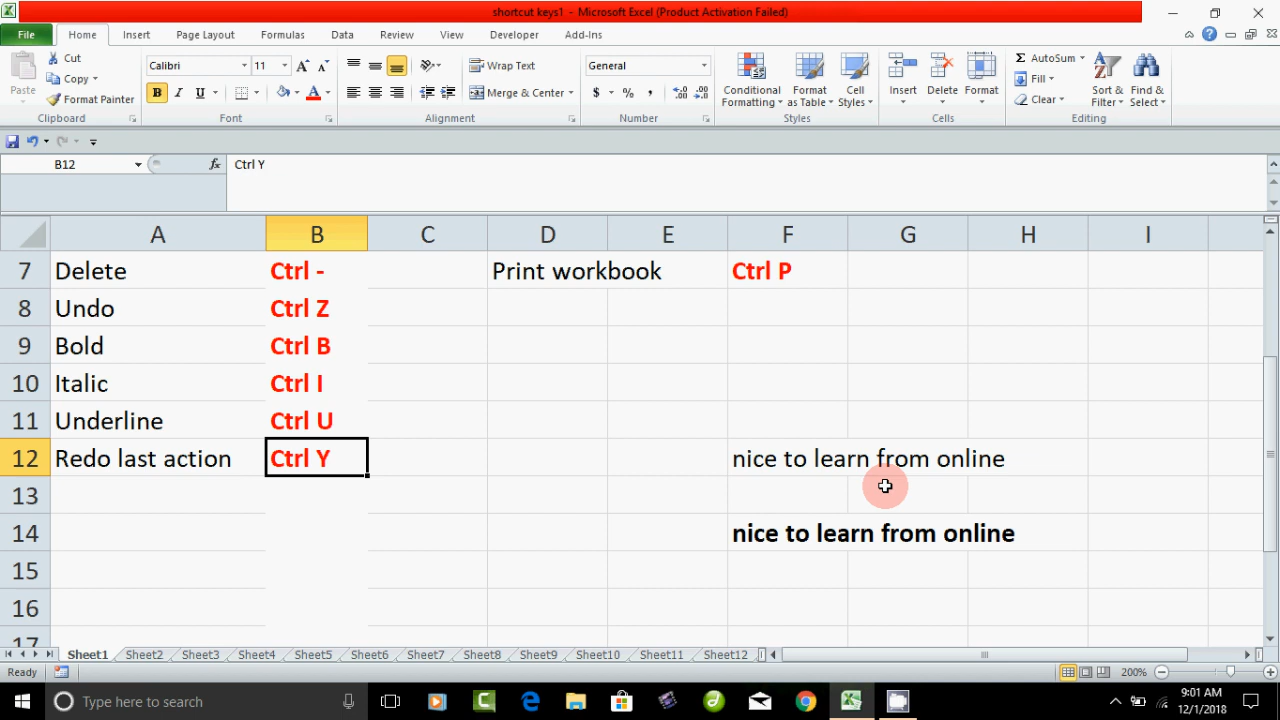 shortcut keys1 - Microsoft Excel (Product Activation Failed)
File Home Insert Page Layout Formulas Data Review View Developer Add-Ins
Paste
Cut
Copy
Format Painter
Clipboard
Calibri 11
B I U
Font
Wrap Text
Merge & Center
Alignment
General
$ % ,
Number
Conditional Formatting
Format as Table
Cell Styles
Styles
Insert
Delete
Format
Cells
AutoSum
Fill
Clear
Sort & Filter
Find & Select
Editing
B12 fx Ctrl Y
A B C D E F G H I
7 Delete Ctrl - Print workbook Ctrl P
8 Undo Ctrl Z
9 Bold Ctrl B
10 Italic Ctrl I
11 Underline Ctrl U
12 Redo last action Ctrl Y nice to learn from online
13
14 nice to learn from online
15
16
17
Sheet1 Sheet2 Sheet3 Sheet4 Sheet5 Sheet6 Sheet7 Sheet8 Sheet9 Sheet10 Sheet11 Sheet12
Ready 200%
Type here to search
9:01 AM
12/1/2018